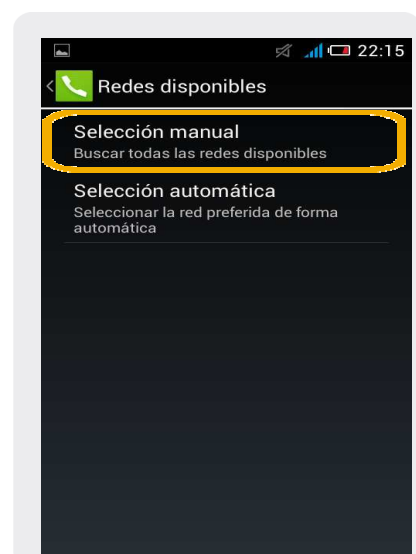 22:15
Redes disponibles
Selección manual
Buscar todas las redes disponibles
Selección automática
Seleccionar la red preferida de forma
automática